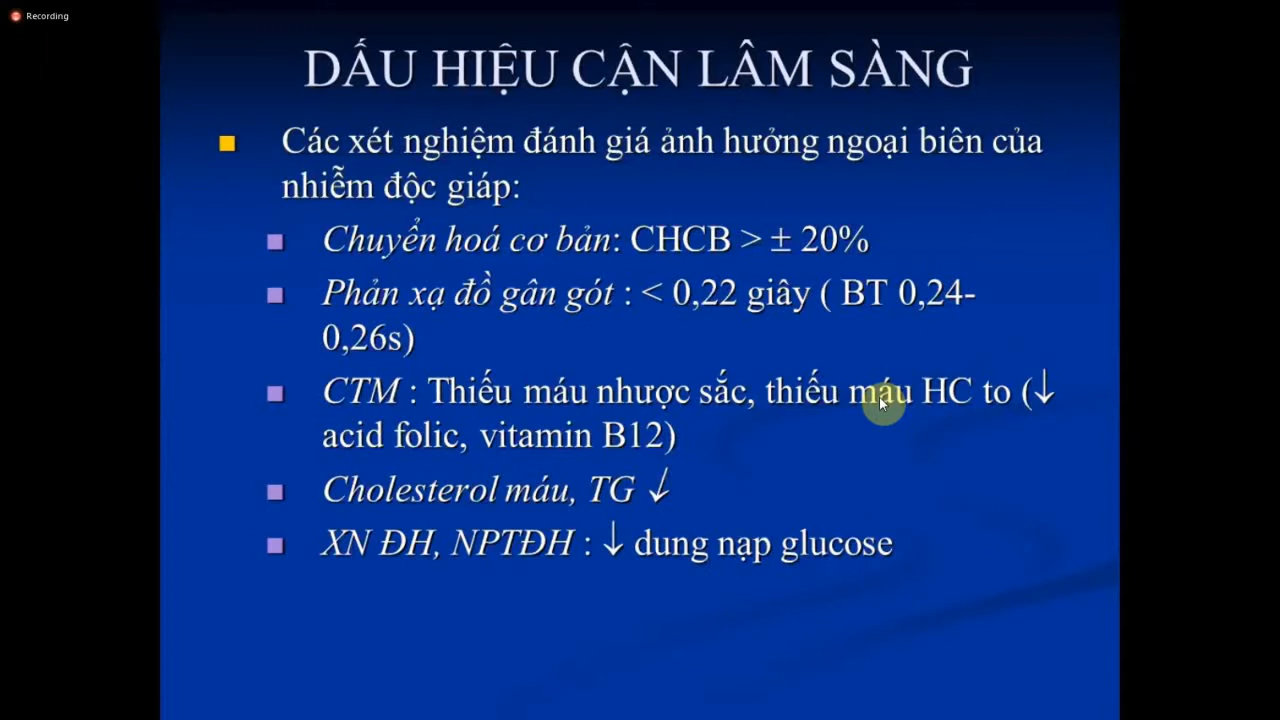 Recording
DẤU HIỆU CẬN LÂM SÀNG
Các xét nghiệm đánh giá ảnh hưởng ngoại biên của
nhiễm độc giáp:
Chuyển hoá cơ bản: CHCB > ± 20%
Phản xạ đồ gân gót : < 0,22 giây ( BT 0,24-
0,26s)
CTM : Thiếu máu nhược sắc, thiếu máu HC to (↓
acid folic, vitamin B12)
Cholesterol máu, TG ↓
XN ĐH, NPTĐH : ↓ dung nạp glucose